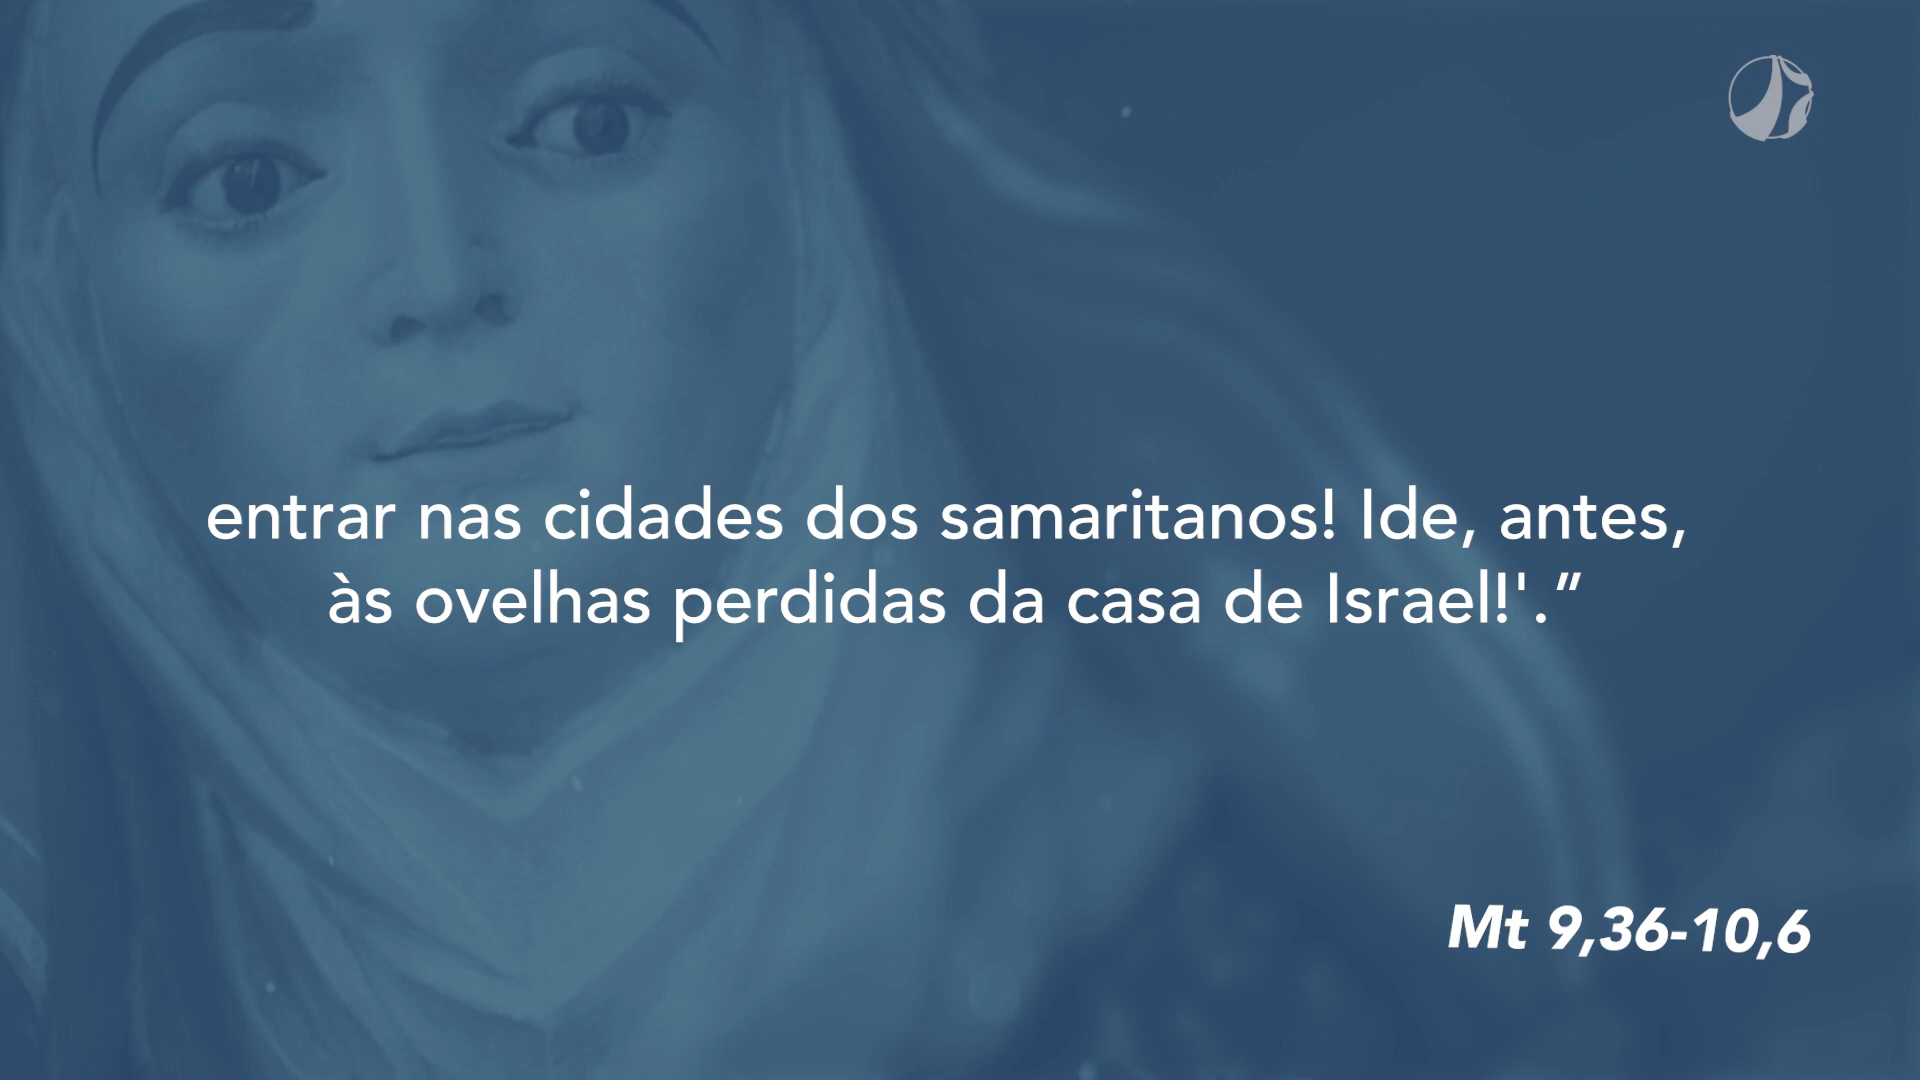 entrar nas cidades dos samaritanos! Ide, antes,
às ovelhas perdidas da casa de Israel!'.”
Mt 9,36-10,6